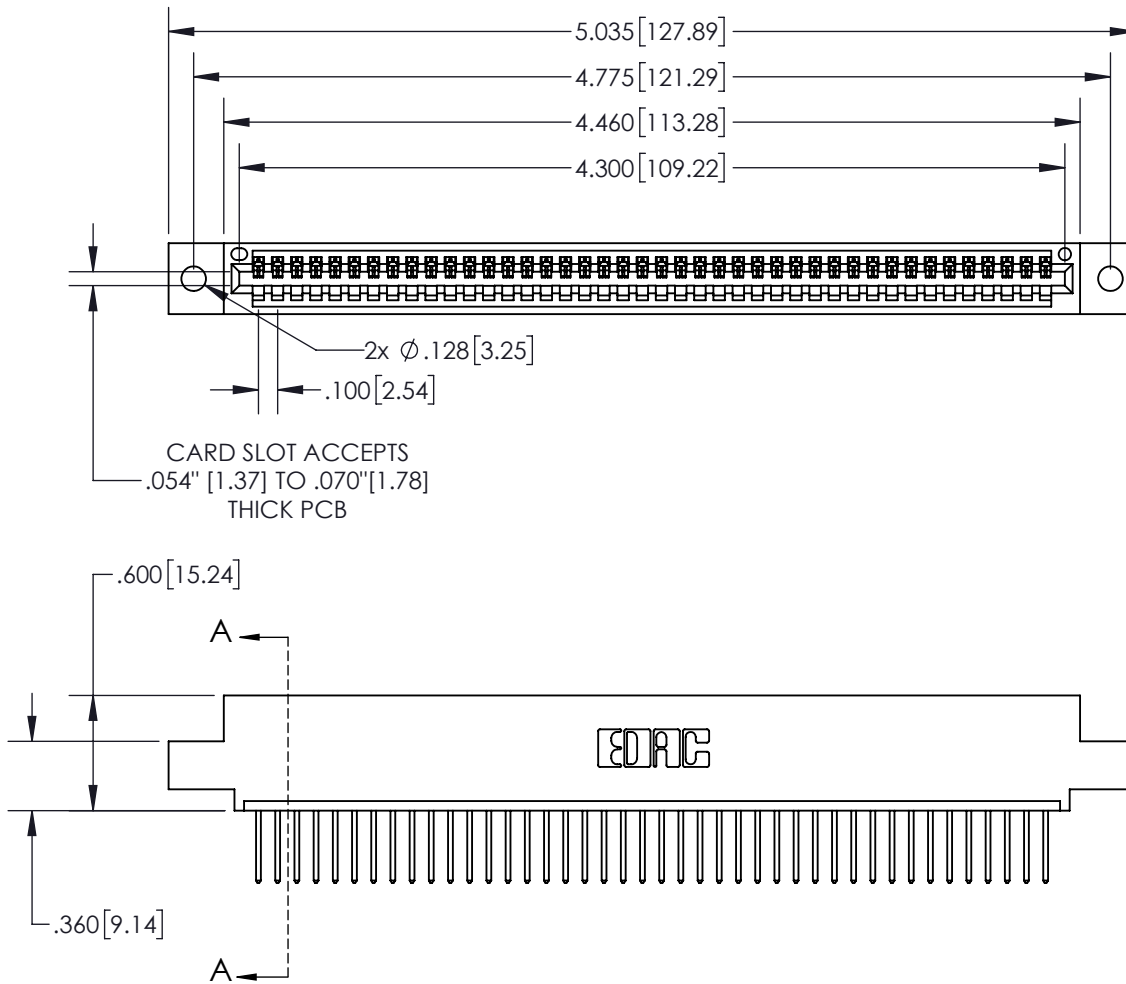 5.035[127.89]
4.775[121.29]
4.460[113.28]
4.300[109.22]
2x Ø.128[3.25]
.100[2.54]
CARD SLOT ACCEPTS
.054" [1.37] TO .070"[1.78]
THICK PCB
.600[15.24]
A
EDAC
.360[9.14]
A